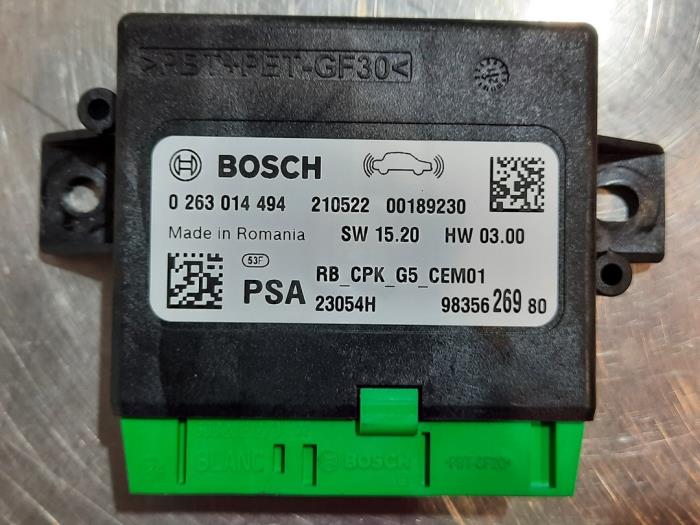 >PBT+PET-GF30<
BOSCH
0 263 014 494 210522 00189230
Made in Romania SW 15.20 HW 03.00
53F RB_CPK_G5_CEM01
PSA 23054H 98356 269 80
BLANC BOSCH